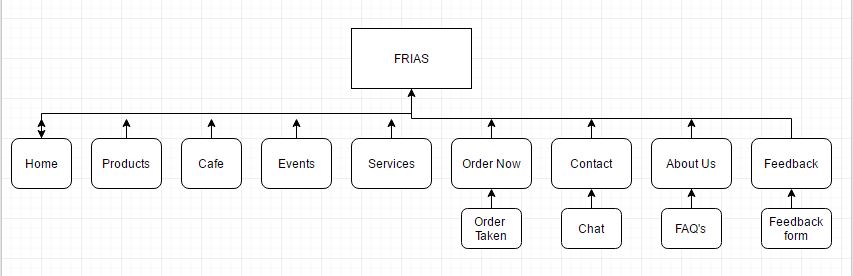 FRIAS
Home
Products
Cafe
Events
Services
Order Now
Contact
About Us
Feedback
Order
Taken
Chat
FAQ's
Feedback
form